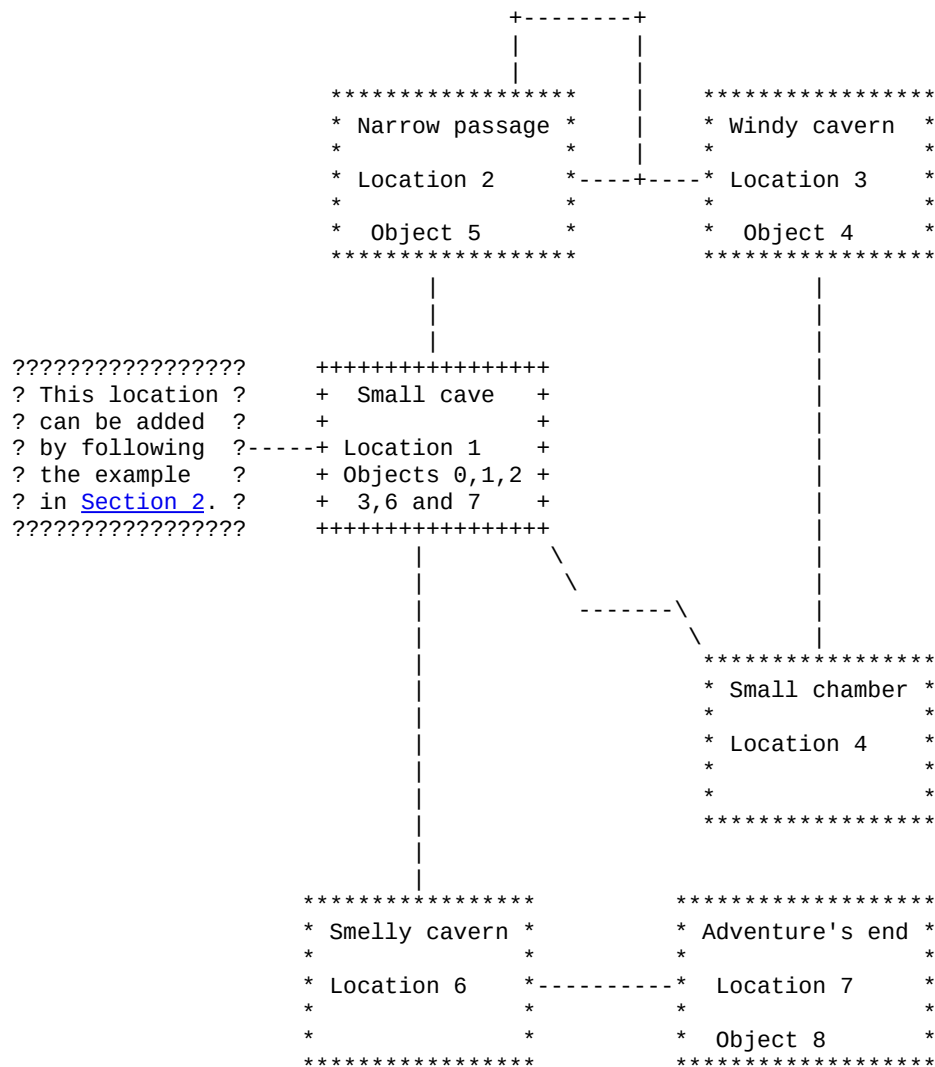 Narrow passage
Windy cavern
Location 2
Location 3
Object 5
Object 4
This location
can be added
by following
the example
in Section 2.
Small cave
Location 1
Objects 0,1,2
3,6 and 7
Small chamber
Location 4
Smelly cavern
Adventure's end
Location 6
Location 7
Object 8